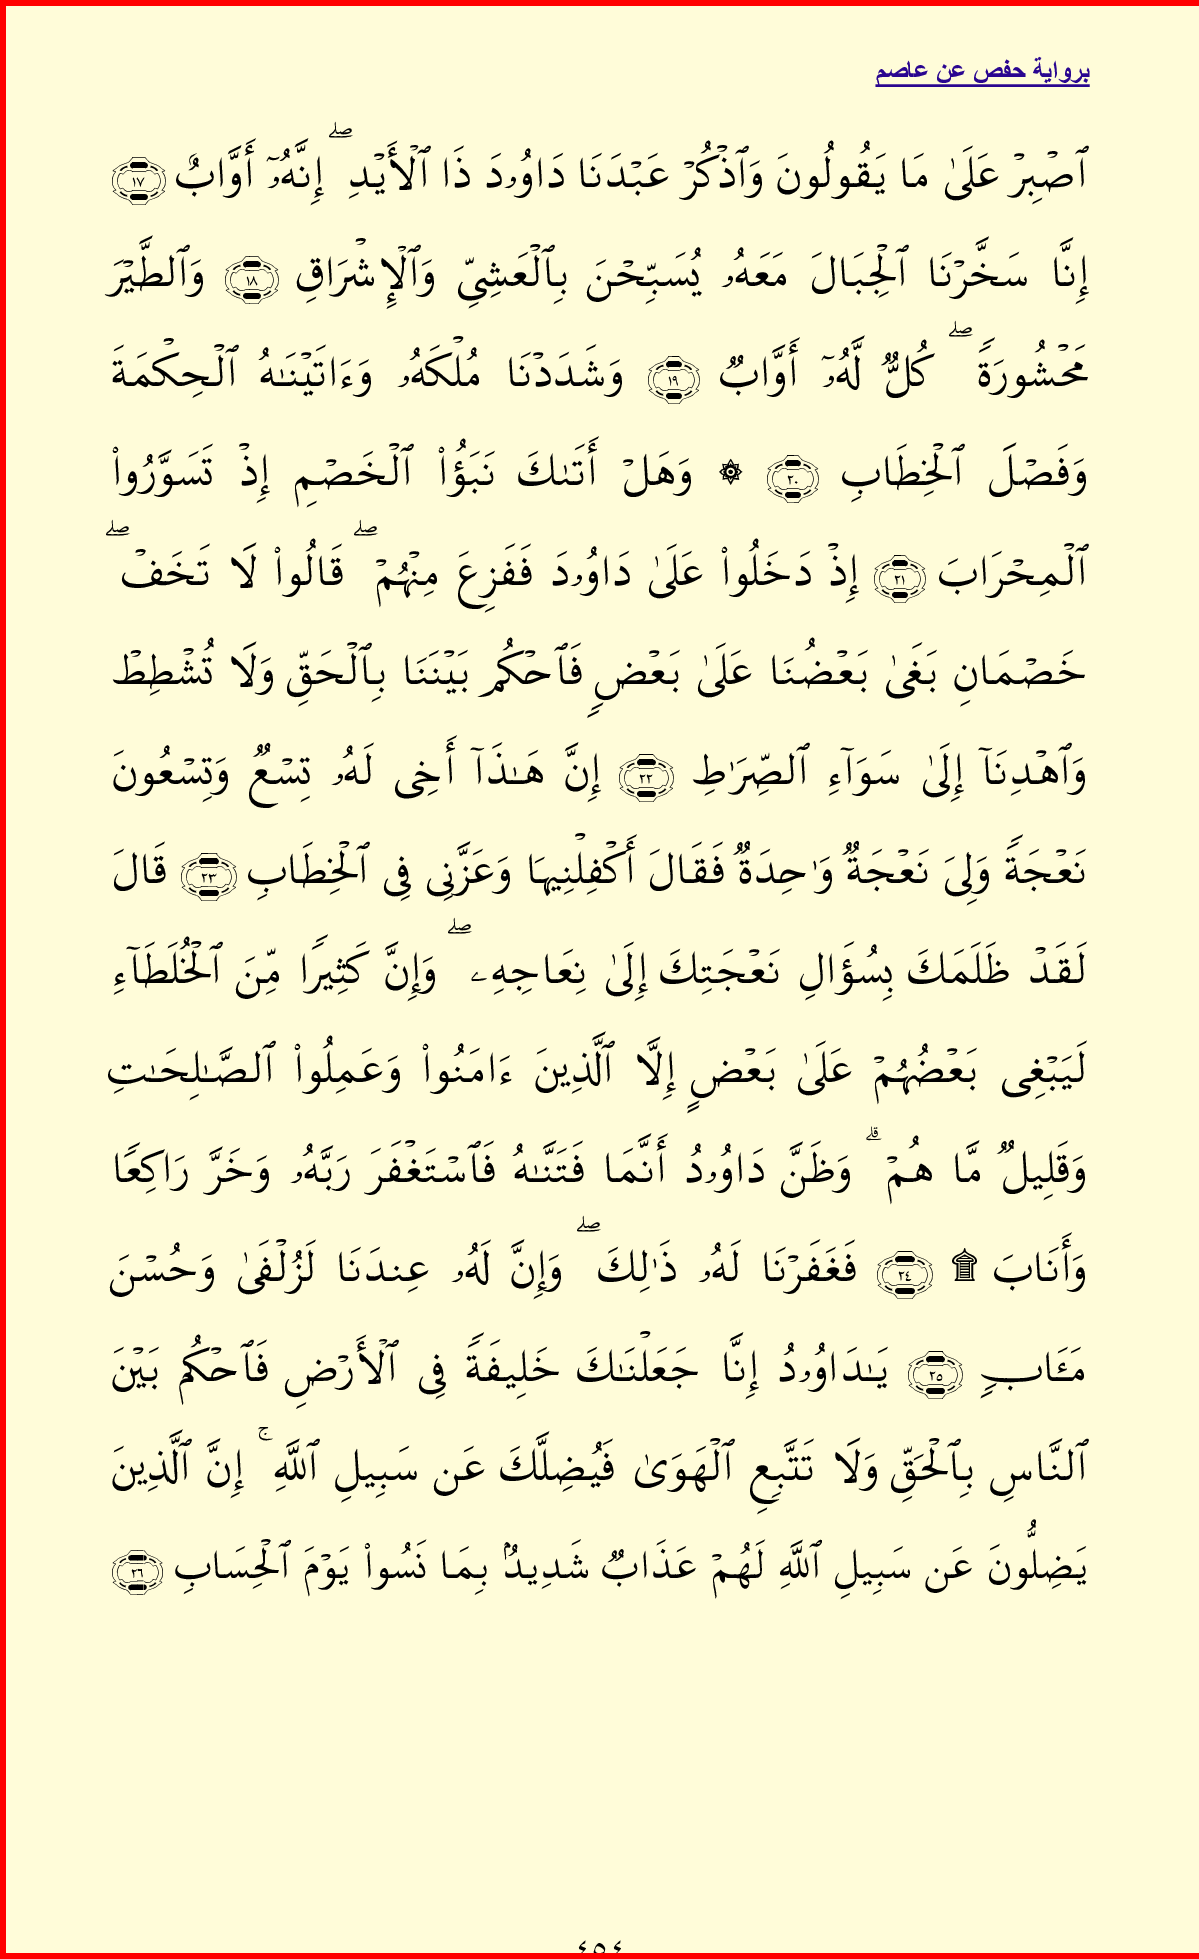 برواية حفص عن عاصم
ٱصۡبِرۡ عَلَىٰ مَا يَقُولُونَ وَٱذۡكُرۡ عَبۡدَنَا دَاوُۥدَ ذَا ٱلۡأَيۡدِۖ إِنَّهُۥٓ أَوَّابٌ ١٧
إِنَّا سَخَّرۡنَا ٱلۡجِبَالَ مَعَهُۥ يُسَبِّحۡنَ بِٱلۡعَشِيِّ وَٱلۡإِشۡرَاقِ ١٨ وَٱلطَّيۡرَ
مَحۡشُورَةٗۖ كُلّٞ لَّهُۥٓ أَوَّابٞ ١٩ وَشَدَدۡنَا مُلۡكَهُۥ وَءَاتَيۡنَٰهُ ٱلۡحِكۡمَةَ
وَفَصۡلَ ٱلۡخِطَابِ ٢٠ ۞ وَهَلۡ أَتَىٰكَ نَبَؤُاْ ٱلۡخَصۡمِ إِذۡ تَسَوَّرُواْ
ٱلۡمِحۡرَابَ ٢١ إِذۡ دَخَلُواْ عَلَىٰ دَاوُۥدَ فَفَزِعَ مِنۡهُمۡۖ قَالُواْ لَا تَخَفۡۖ
خَصۡمَانِ بَغَىٰ بَعۡضُنَا عَلَىٰ بَعۡضٖ فَٱحۡكُم بَيۡنَنَا بِٱلۡحَقِّ وَلَا تُشۡطِطۡ
وَٱهۡدِنَآ إِلَىٰ سَوَآءِ ٱلصِّرَٰطِ ٢٢ إِنَّ هَٰذَآ أَخِي لَهُۥ تِسۡعٞ وَتِسۡعُونَ
نَعۡجَةٗ وَلِيَ نَعۡجَةٞ وَٰحِدَةٞ فَقَالَ أَكۡفِلۡنِيهَا وَعَزَّنِي فِي ٱلۡخِطَابِ ٢٣ قَالَ
لَقَدۡ ظَلَمَكَ بِسُؤَالِ نَعۡجَتِكَ إِلَىٰ نِعَاجِهِۦۖ وَإِنَّ كَثِيرٗا مِّنَ ٱلۡخُلَطَآءِ
لَيَبۡغِي بَعۡضُهُمۡ عَلَىٰ بَعۡضٍ إِلَّا ٱلَّذِينَ ءَامَنُواْ وَعَمِلُواْ ٱلصَّٰلِحَٰتِ
وَقَلِيلٞ مَّا هُمۡۗ وَظَنَّ دَاوُۥدُ أَنَّمَا فَتَنَّٰهُ فَٱسۡتَغۡفَرَ رَبَّهُۥ وَخَرَّ رَاكِعٗا
وَأَنَابَ ۩ ٢٤ فَغَفَرۡنَا لَهُۥ ذَٰلِكَۖ وَإِنَّ لَهُۥ عِندَنَا لَزُلۡفَىٰ وَحُسۡنَ
مَـَٔابٖ ٢٥ يَٰدَاوُۥدُ إِنَّا جَعَلۡنَٰكَ خَلِيفَةٗ فِي ٱلۡأَرۡضِ فَٱحۡكُم بَيۡنَ
ٱلنَّاسِ بِٱلۡحَقِّ وَلَا تَتَّبِعِ ٱلۡهَوَىٰ فَيُضِلَّكَ عَن سَبِيلِ ٱللَّهِۚ إِنَّ ٱلَّذِينَ
يَضِلُّونَ عَن سَبِيلِ ٱللَّهِ لَهُمۡ عَذَابٞ شَدِيدُۢ بِمَا نَسُواْ يَوۡمَ ٱلۡحِسَابِ ٢٦
٤٥٤